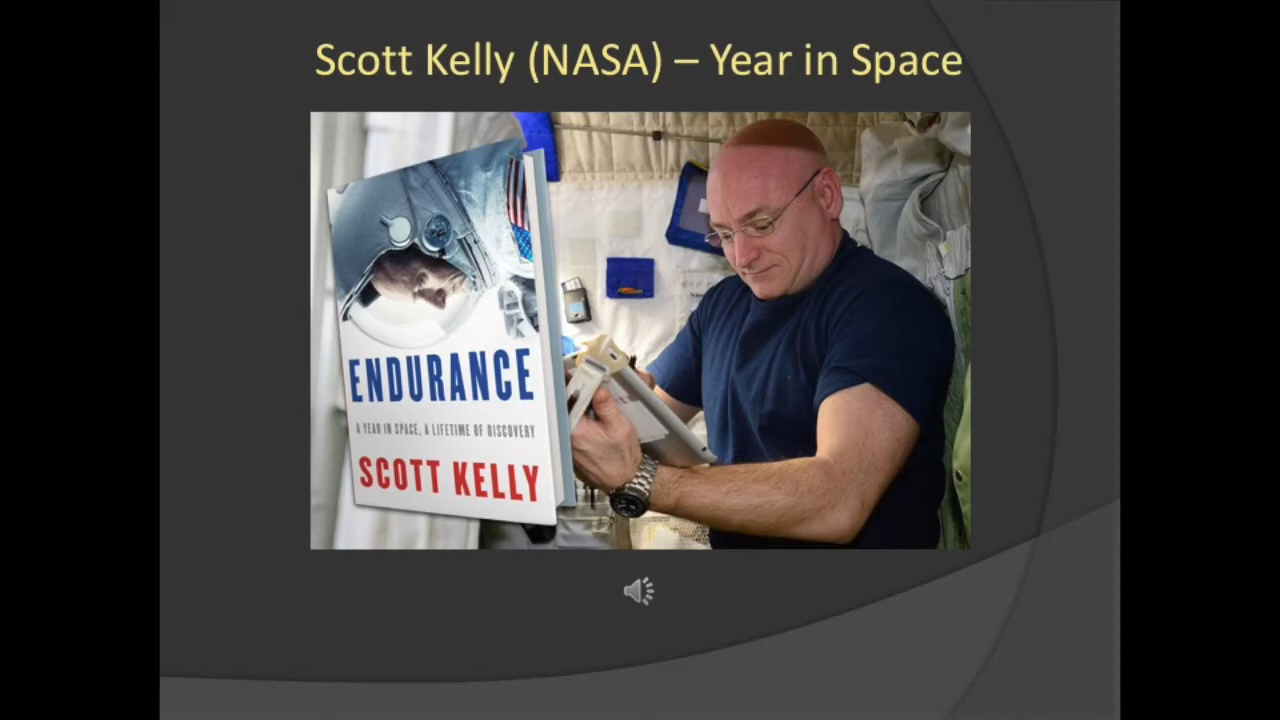 Scott Kelly (NASA) – Year in Space
ENDURANCE
A YEAR IN SPACE, A LIFETIME OF DISCOVERY
SCOTT KELLY